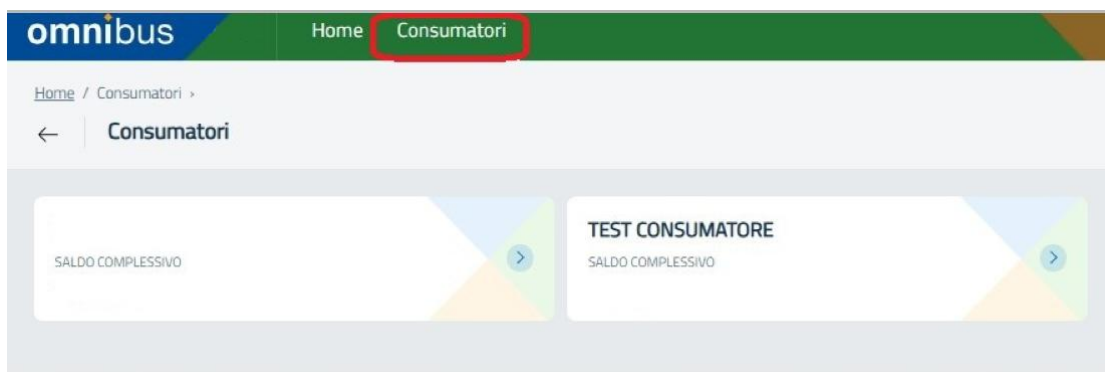 omnibus
Home Consumatori
Home / Consumatori ›
← Consumatori
SALDO COMPLESSIVO
TEST CONSUMATORE
SALDO COMPLESSIVO